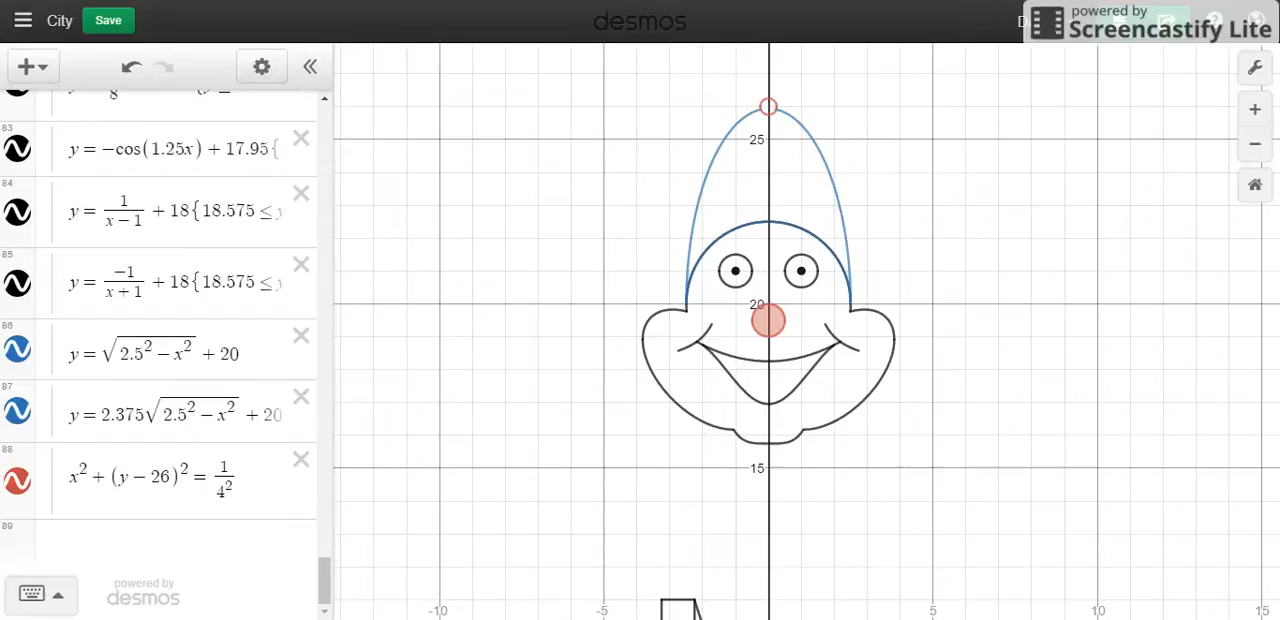 City Save desmos powered by
Screencastify Lite
83
y = −cos(1.25x) + 17.95{
84
y = 1/(x − 1) + 18{18.575 ≤ y
85
y = −1/(x + 1) + 18{18.575 ≤ y
86
y = √(2.5² − x²) + 20
87
y = 2.375√(2.5² − x²) + 20
88
x² + (y − 26)² = 1/4²
89
powered by
desmos
25
20
15
-10 -5 5 10 15